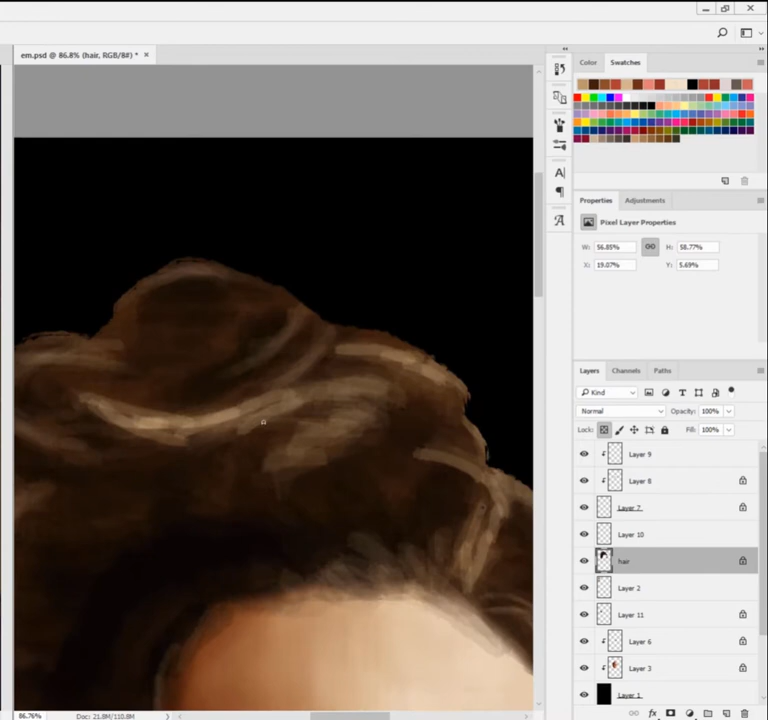 em.psd @ 86.8% (hair, RGB/8#) * ×
Color Swatches
Properties Adjustments
Pixel Layer Properties
W: 56.85% H: 58.77%
X: 19.07% Y: 5.69%
Layers Channels Paths
Kind
Normal Opacity: 100%
Lock: Fill: 100%
Layer 9
Layer 8
Layer 7
Layer 10
hair
Layer 2
Layer 11
Layer 6
Layer 3
Layer 1
86.76% Doc: 21.8M/110.8M